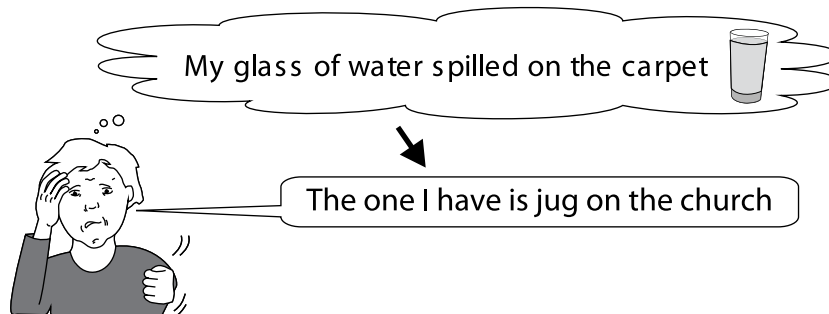 My glass of water spilled on the carpet
The one I have is jug on the church